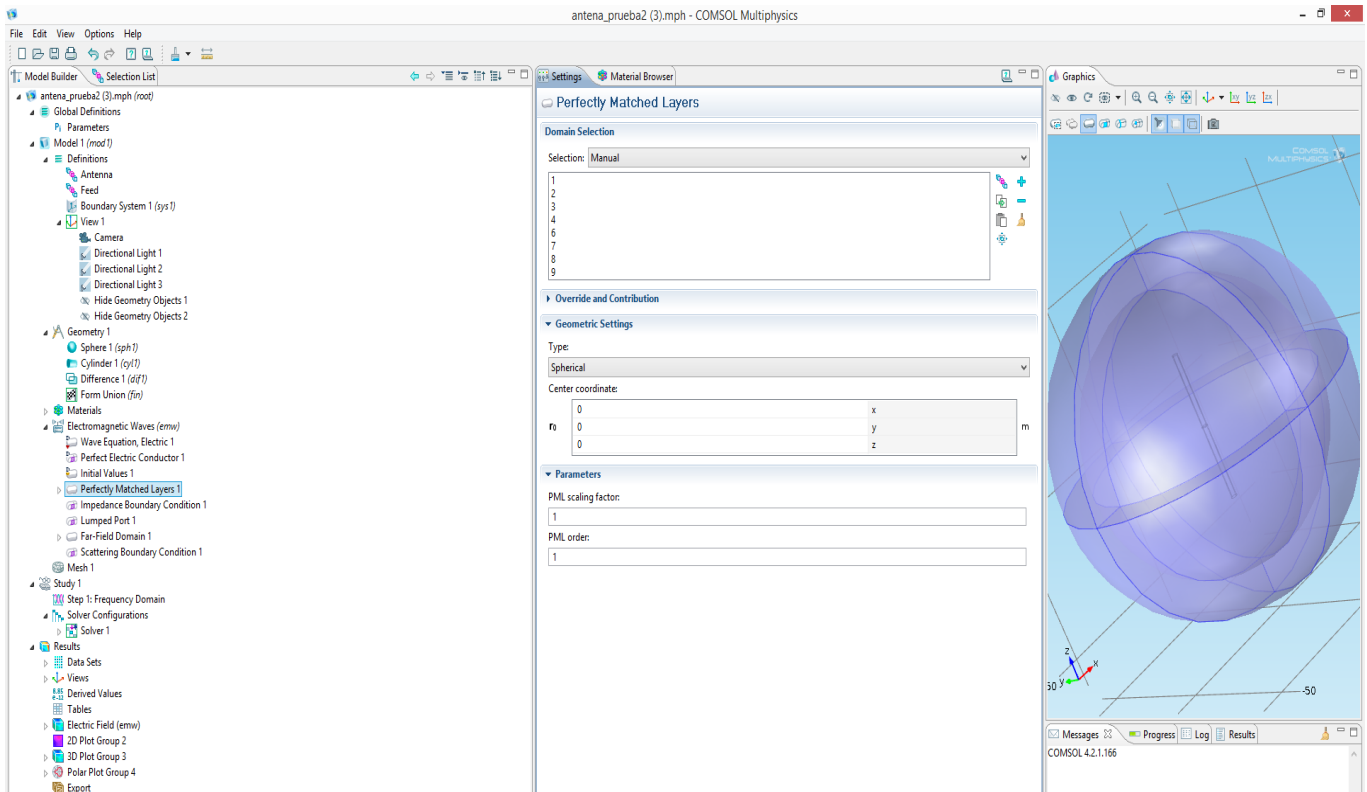 antena_prueba2 (3).mph - COMSOL Multiphysics
File Edit View Options Help
Model Builder Selection List
antena_prueba2 (3).mph (root)
Global Definitions
Pi Parameters
Model 1 (mod1)
Definitions
Antenna
Feed
Boundary System 1 (sys1)
View 1
Camera
Directional Light 1
Directional Light 2
Directional Light 3
Hide Geometry Objects 1
Hide Geometry Objects 2
Geometry 1
Sphere 1 (sph1)
Cylinder 1 (cyl1)
Difference 1 (dif1)
Form Union (fin)
Materials
Electromagnetic Waves (emw)
Wave Equation, Electric 1
Perfect Electric Conductor 1
Initial Values 1
Perfectly Matched Layers 1
Impedance Boundary Condition 1
Lumped Port 1
Far-Field Domain 1
Scattering Boundary Condition 1
Mesh 1
Study 1
Step 1: Frequency Domain
Solver Configurations
Solver 1
Results
Data Sets
Views
8.85
e-12
Derived Values
Tables
Electric Field (emw)
2D Plot Group 2
3D Plot Group 3
Polar Plot Group 4
Export
Settings Material Browser
Perfectly Matched Layers
Domain Selection
Selection: Manual
1
2
3
4
6
7
8
9
Override and Contribution
Geometric Settings
Type:
Spherical
Center coordinate:
r0
0 x
0 y
0 z
m
Parameters
PML scaling factor:
1
PML order:
1
Graphics
xy yz zx
COMSOL
MULTIPHYSICS
z
x
y
50
-50
Messages Progress Log Results
COMSOL 4.2.1.166